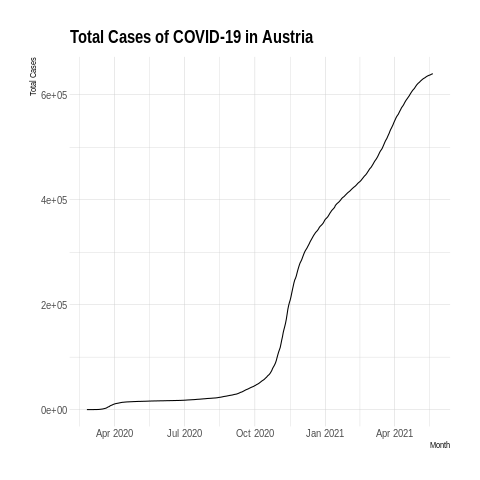 Total Cases of COVID-19 in Austria
Total Cases
6e+05
4e+05
2e+05
0e+00
Apr 2020 Jul 2020 Oct 2020 Jan 2021 Apr 2021
Month